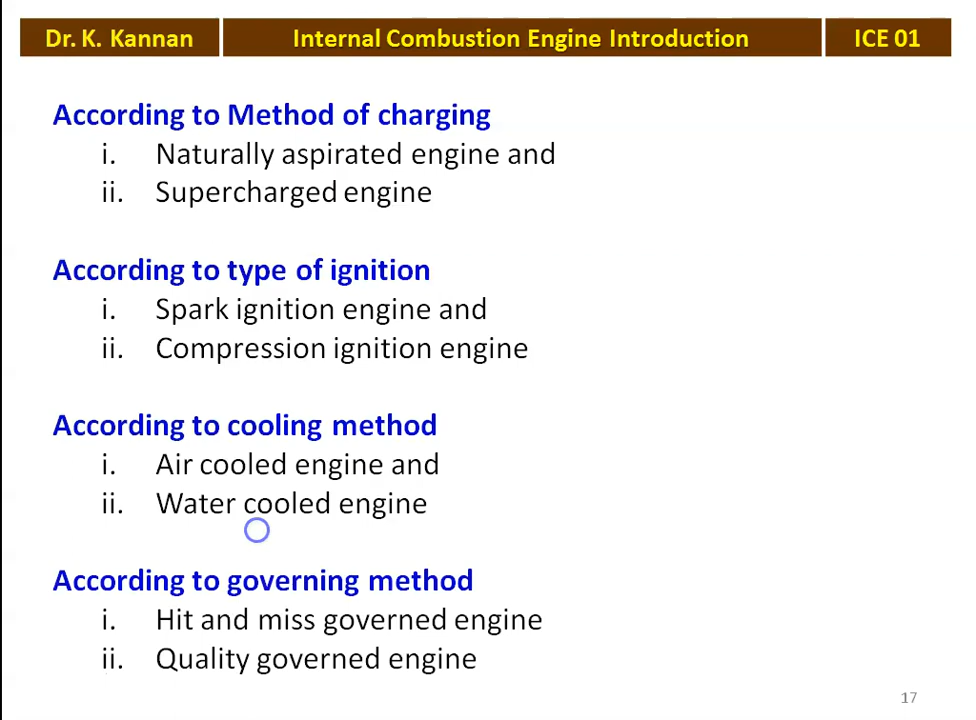 Dr. K. Kannan
Internal Combustion Engine Introduction
ICE 01
According to Method of charging
i. Naturally aspirated engine and
ii. Supercharged engine
According to type of ignition
i. Spark ignition engine and
ii. Compression ignition engine
According to cooling method
i. Air cooled engine and
ii. Water cooled engine
According to governing method
i. Hit and miss governed engine
ii. Quality governed engine
17